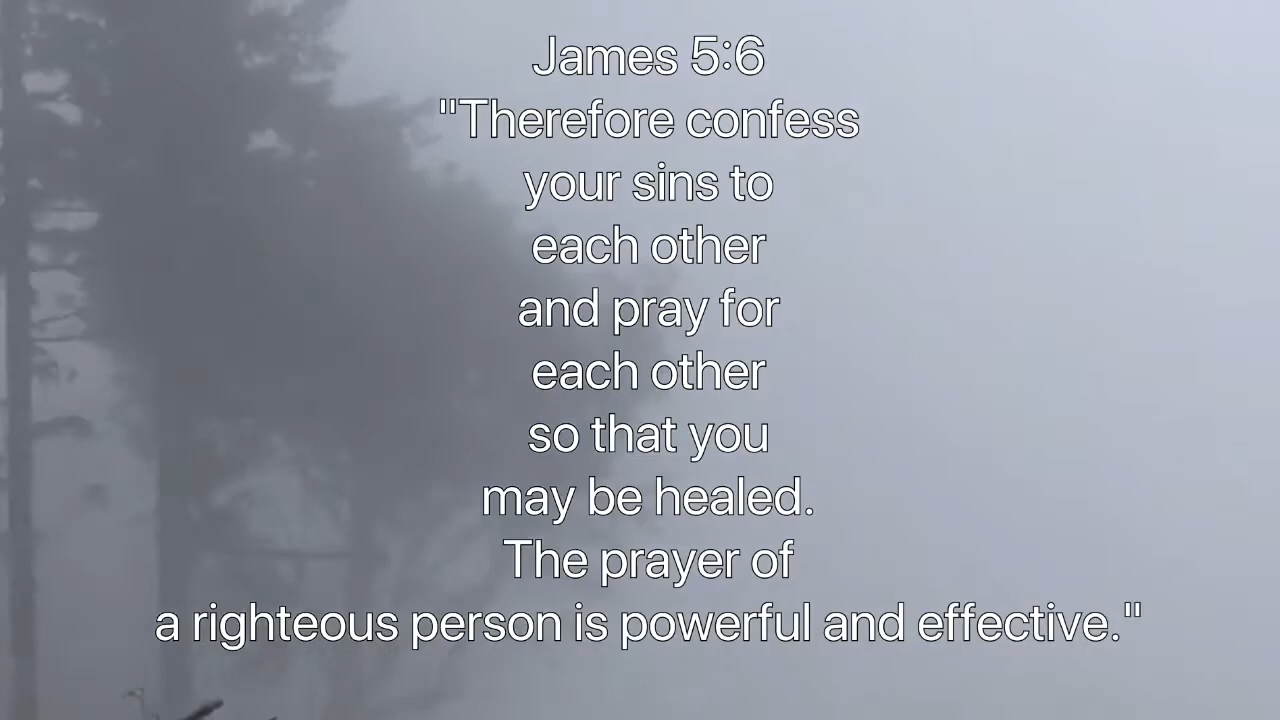 James 5:6
"Therefore confess
your sins to
each other
and pray for
each other
so that you
may be healed.
The prayer of
a righteous person is powerful and effective."